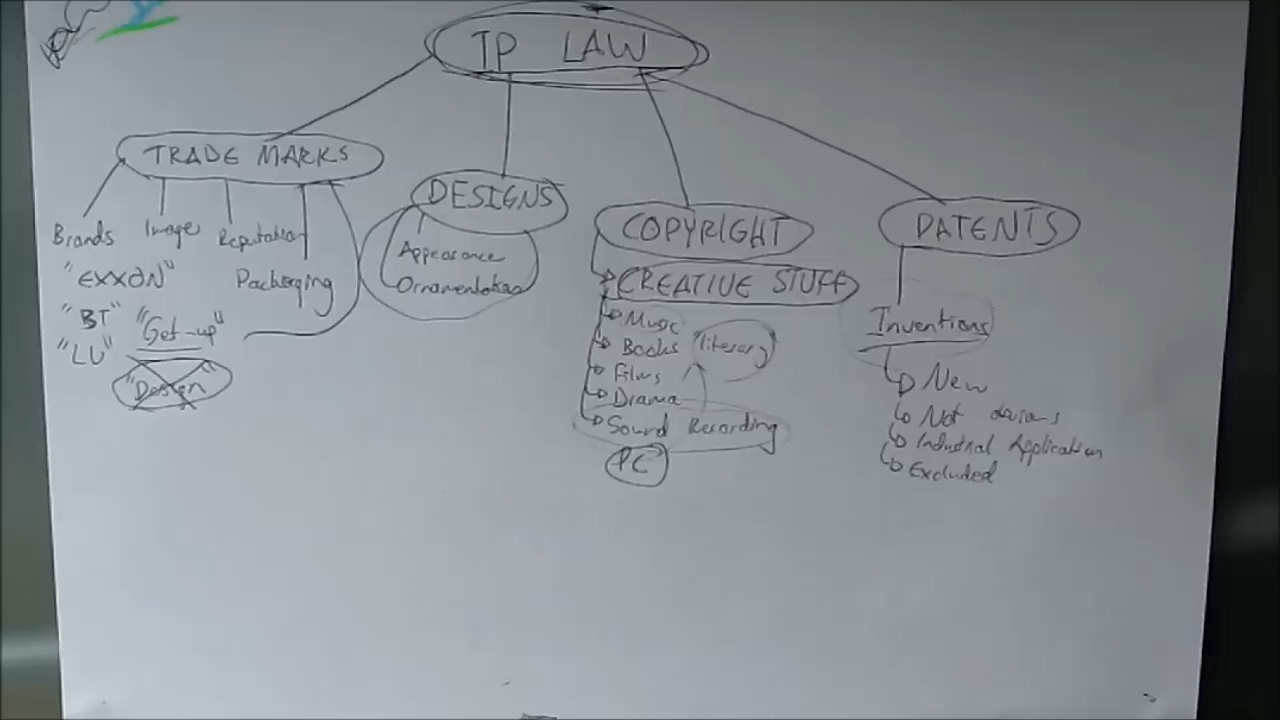 IP LAW
TRADE MARKS
Brands
Image
Reputation
Packaging
"EXXON"
"BT"
"LV"
"Get-up"
"Design"
DESIGNS
Appearance
Ornamentation
COPYRIGHT
CREATIVE STUFF
Music
Books "literary"
Films
Drama
Sound Recording
PC
PATENTS
Inventions
New
Not
Industrial Application
Excluded